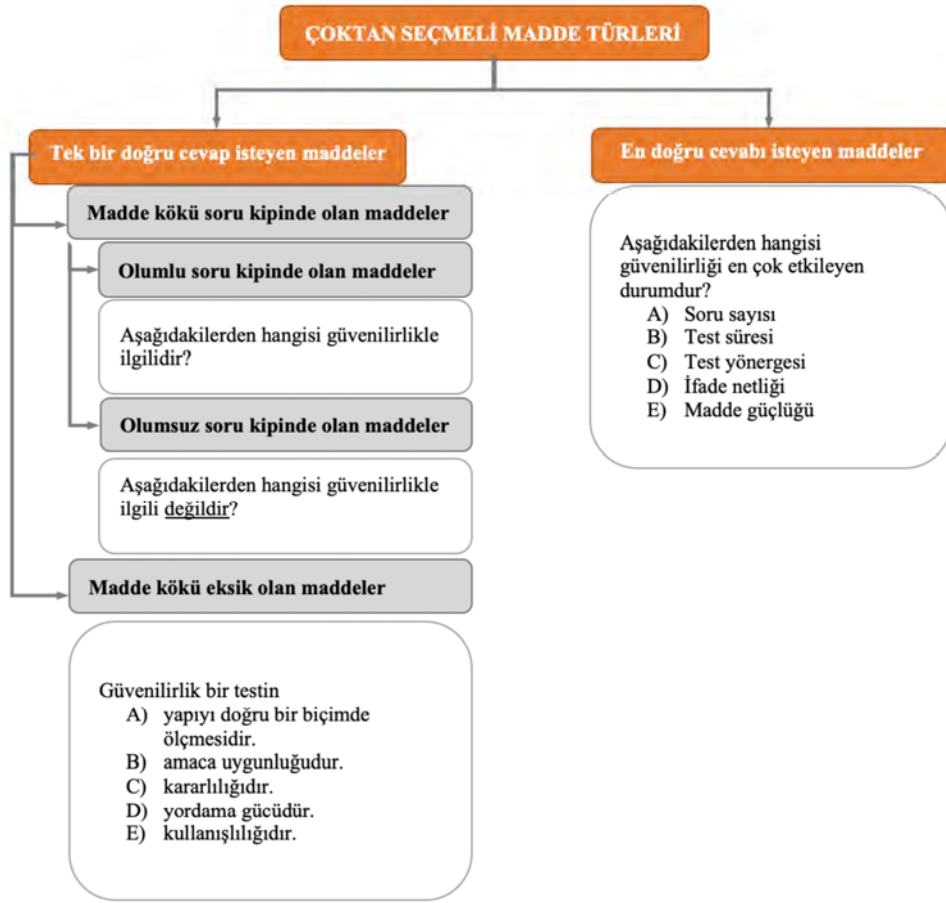 ÇOKTAN SEÇMELİ MADDE TÜRLERİ
Tek bir doğru cevap isteyen maddeler
Madde kökü soru kipinde olan maddeler
Olumlu soru kipinde olan maddeler
Aşağıdakilerden hangisi güvenilirlikle
ilgilidir?
Olumsuz soru kipinde olan maddeler
Aşağıdakilerden hangisi güvenilirlikle
ilgili değildir?
Madde kökü eksik olan maddeler
Güvenilirlik bir testin
A) yapıyı doğru bir biçimde
ölçmesidir.
B) amaca uygunluğudur.
C) kararlılığıdır.
D) yordama gücüdür.
E) kullanışlılığıdır.
En doğru cevabı isteyen maddeler
Aşağıdakilerden hangisi
güvenilirliği en çok etkileyen
durumdur?
A) Soru sayısı
B) Test süresi
C) Test yönergesi
D) İfade netliği
E) Madde güçlüğü